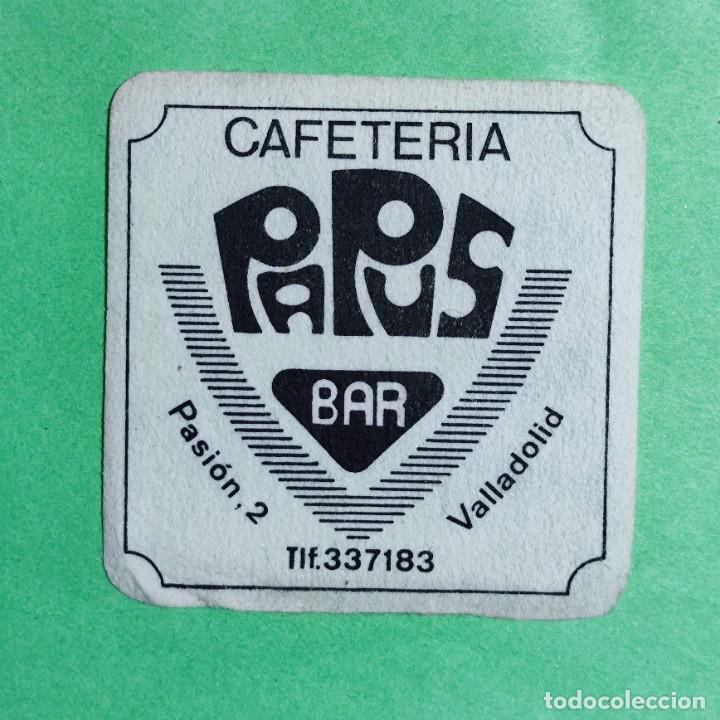 CAFETERIA
PAPUS
BAR
Pasión, 2
Valladolid
Tlf.337183
todocoleccion